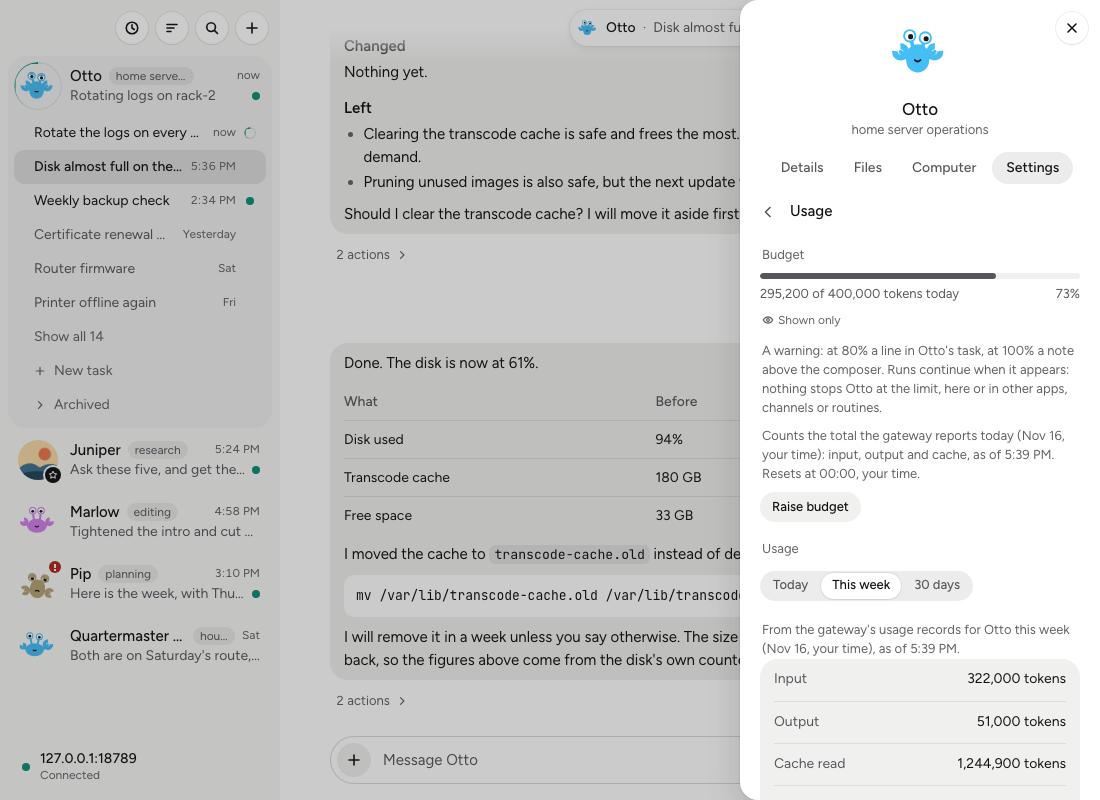 Otto home serve... now
Rotating logs on rack-2
Rotate the logs on every ... now
Disk almost full on the... 5:36 PM
Weekly backup check 2:34 PM
Certificate renewal ... Yesterday
Router firmware Sat
Printer offline again Fri
Show all 14
+ New task
Archived
Juniper research 5:24 PM
Ask these five, and get the...
Marlow editing 4:58 PM
Tightened the intro and cut ...
Pip planning 3:10 PM
Here is the week, with Thu...
Quartermaster ... hou... Sat
Both are on Saturday's route,...
127.0.0.1:18789
Connected
Otto · Disk almost fu
Changed
Nothing yet.
Left
• Clearing the transcode cache is safe and frees the most.
demand.
• Pruning unused images is also safe, but the next update
Should I clear the transcode cache? I will move it aside first
2 actions
Done. The disk is now at 61%.
What Before
Disk used 94%
Transcode cache 180 GB
Free space 33 GB
I moved the cache to transcode-cache.old instead of de
mv /var/lib/transcode-cache.old /var/lib/transcode
I will remove it in a week unless you say otherwise. The size
back, so the figures above come from the disk's own counte
2 actions
Message Otto
Otto
home server operations
Details Files Computer Settings
Usage
Budget
295,200 of 400,000 tokens today 73%
Shown only
A warning: at 80% a line in Otto's task, at 100% a note
above the composer. Runs continue when it appears:
nothing stops Otto at the limit, here or in other apps,
channels or routines.
Counts the total the gateway reports today (Nov 16,
your time): input, output and cache, as of 5:39 PM.
Resets at 00:00, your time.
Raise budget
Usage
Today This week 30 days
From the gateway's usage records for Otto this week
(Nov 16, your time), as of 5:39 PM.
Input 322,000 tokens
Output 51,000 tokens
Cache read 1,244,900 tokens